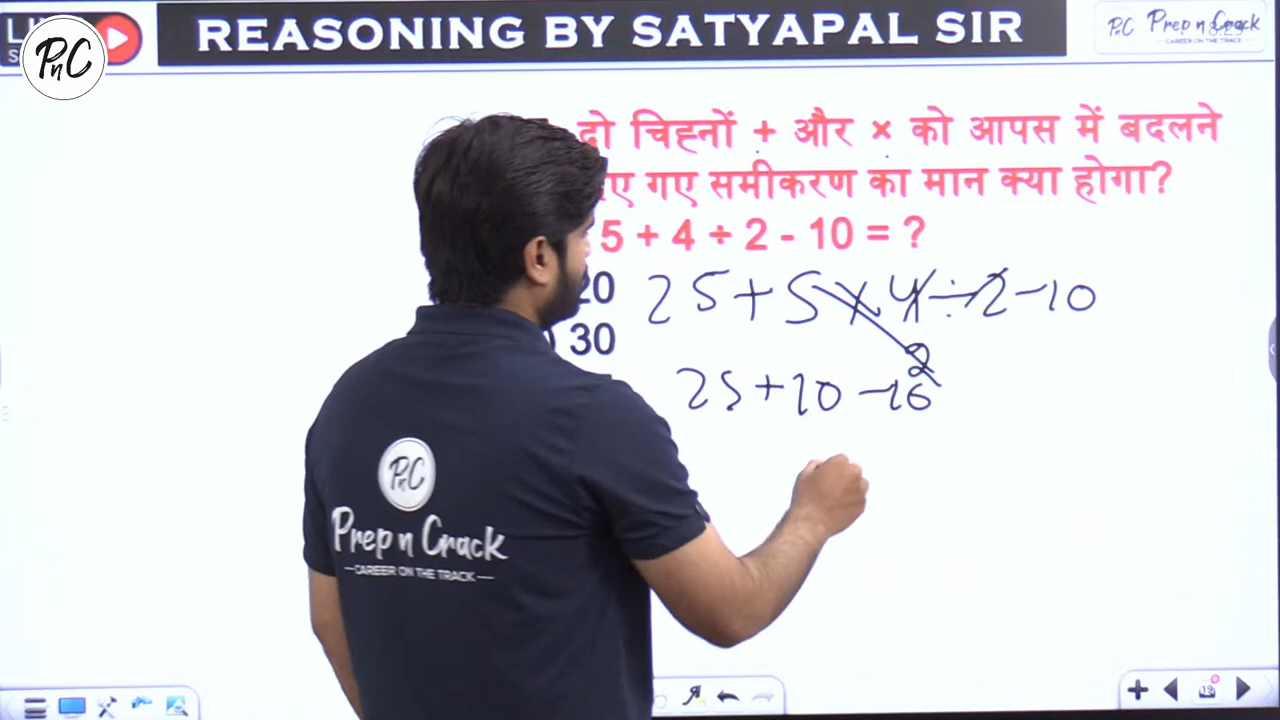 PnC
REASONING BY SATYAPAL SIR
PnC Prep n Crack
CAREER ON THE TRACK
दो चिह्नों + और × को आपस में बदलने
गए समीकरण का मान क्या होगा?
5 + 4 ÷ 2 - 10 = ?
20
25+5×4÷2-10
30
2
25+10-10
PnC
Prep n Crack
CAREER ON THE TRACK
19